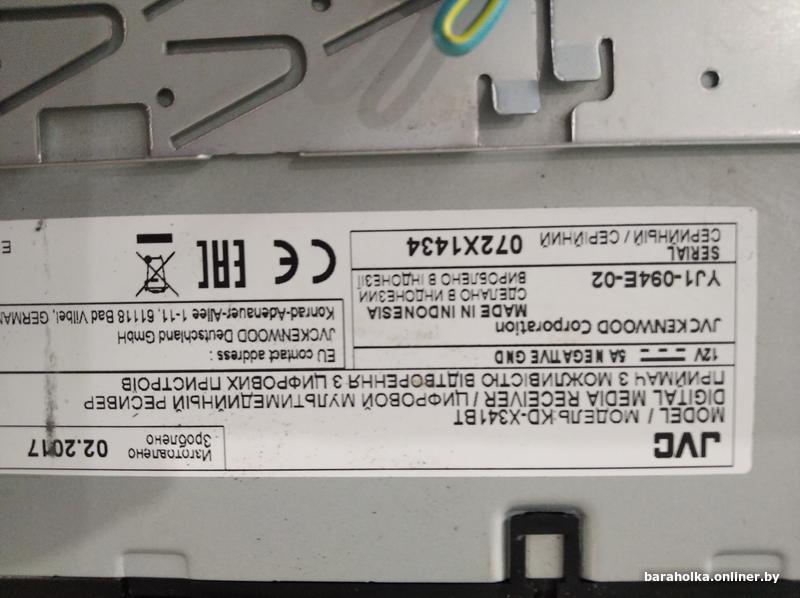 JVC
MODEL / МОДЕЛЬ:KD-X341BT
DIGITAL MEDIA RECEIVER / ЦИФРОВОЙ МУЛЬТИМЕДИЙНЫЙ РЕСИВЕР
ПРИЙМАЧ З МОЖЛИВІСТЮ ВІДТВОРЕННЯ З ЦИФРОВИХ ПРИСТРОЇВ
Изготовлено
Зроблено
02.2017
12V 5A NEGATIVE GND
JVCKENWOOD Corporation
MADE IN INDONESIA
СДЕЛАНО В ИНДОНЕЗИИ
ВИРОБЛЕНО В ІНДОНЕЗІЇ
YJ1-094E-02
SERIAL
СЕРИЙНЫЙ / СЕРІЙНИЙ 072X1434
EU contact address :
JVCKENWOOD Deutschland GmbH
Konrad-Adenauer-Allee 1-11, 61118 Bad Vilbel, GERMAN
CE EAC
E
baraholka.onliner.by